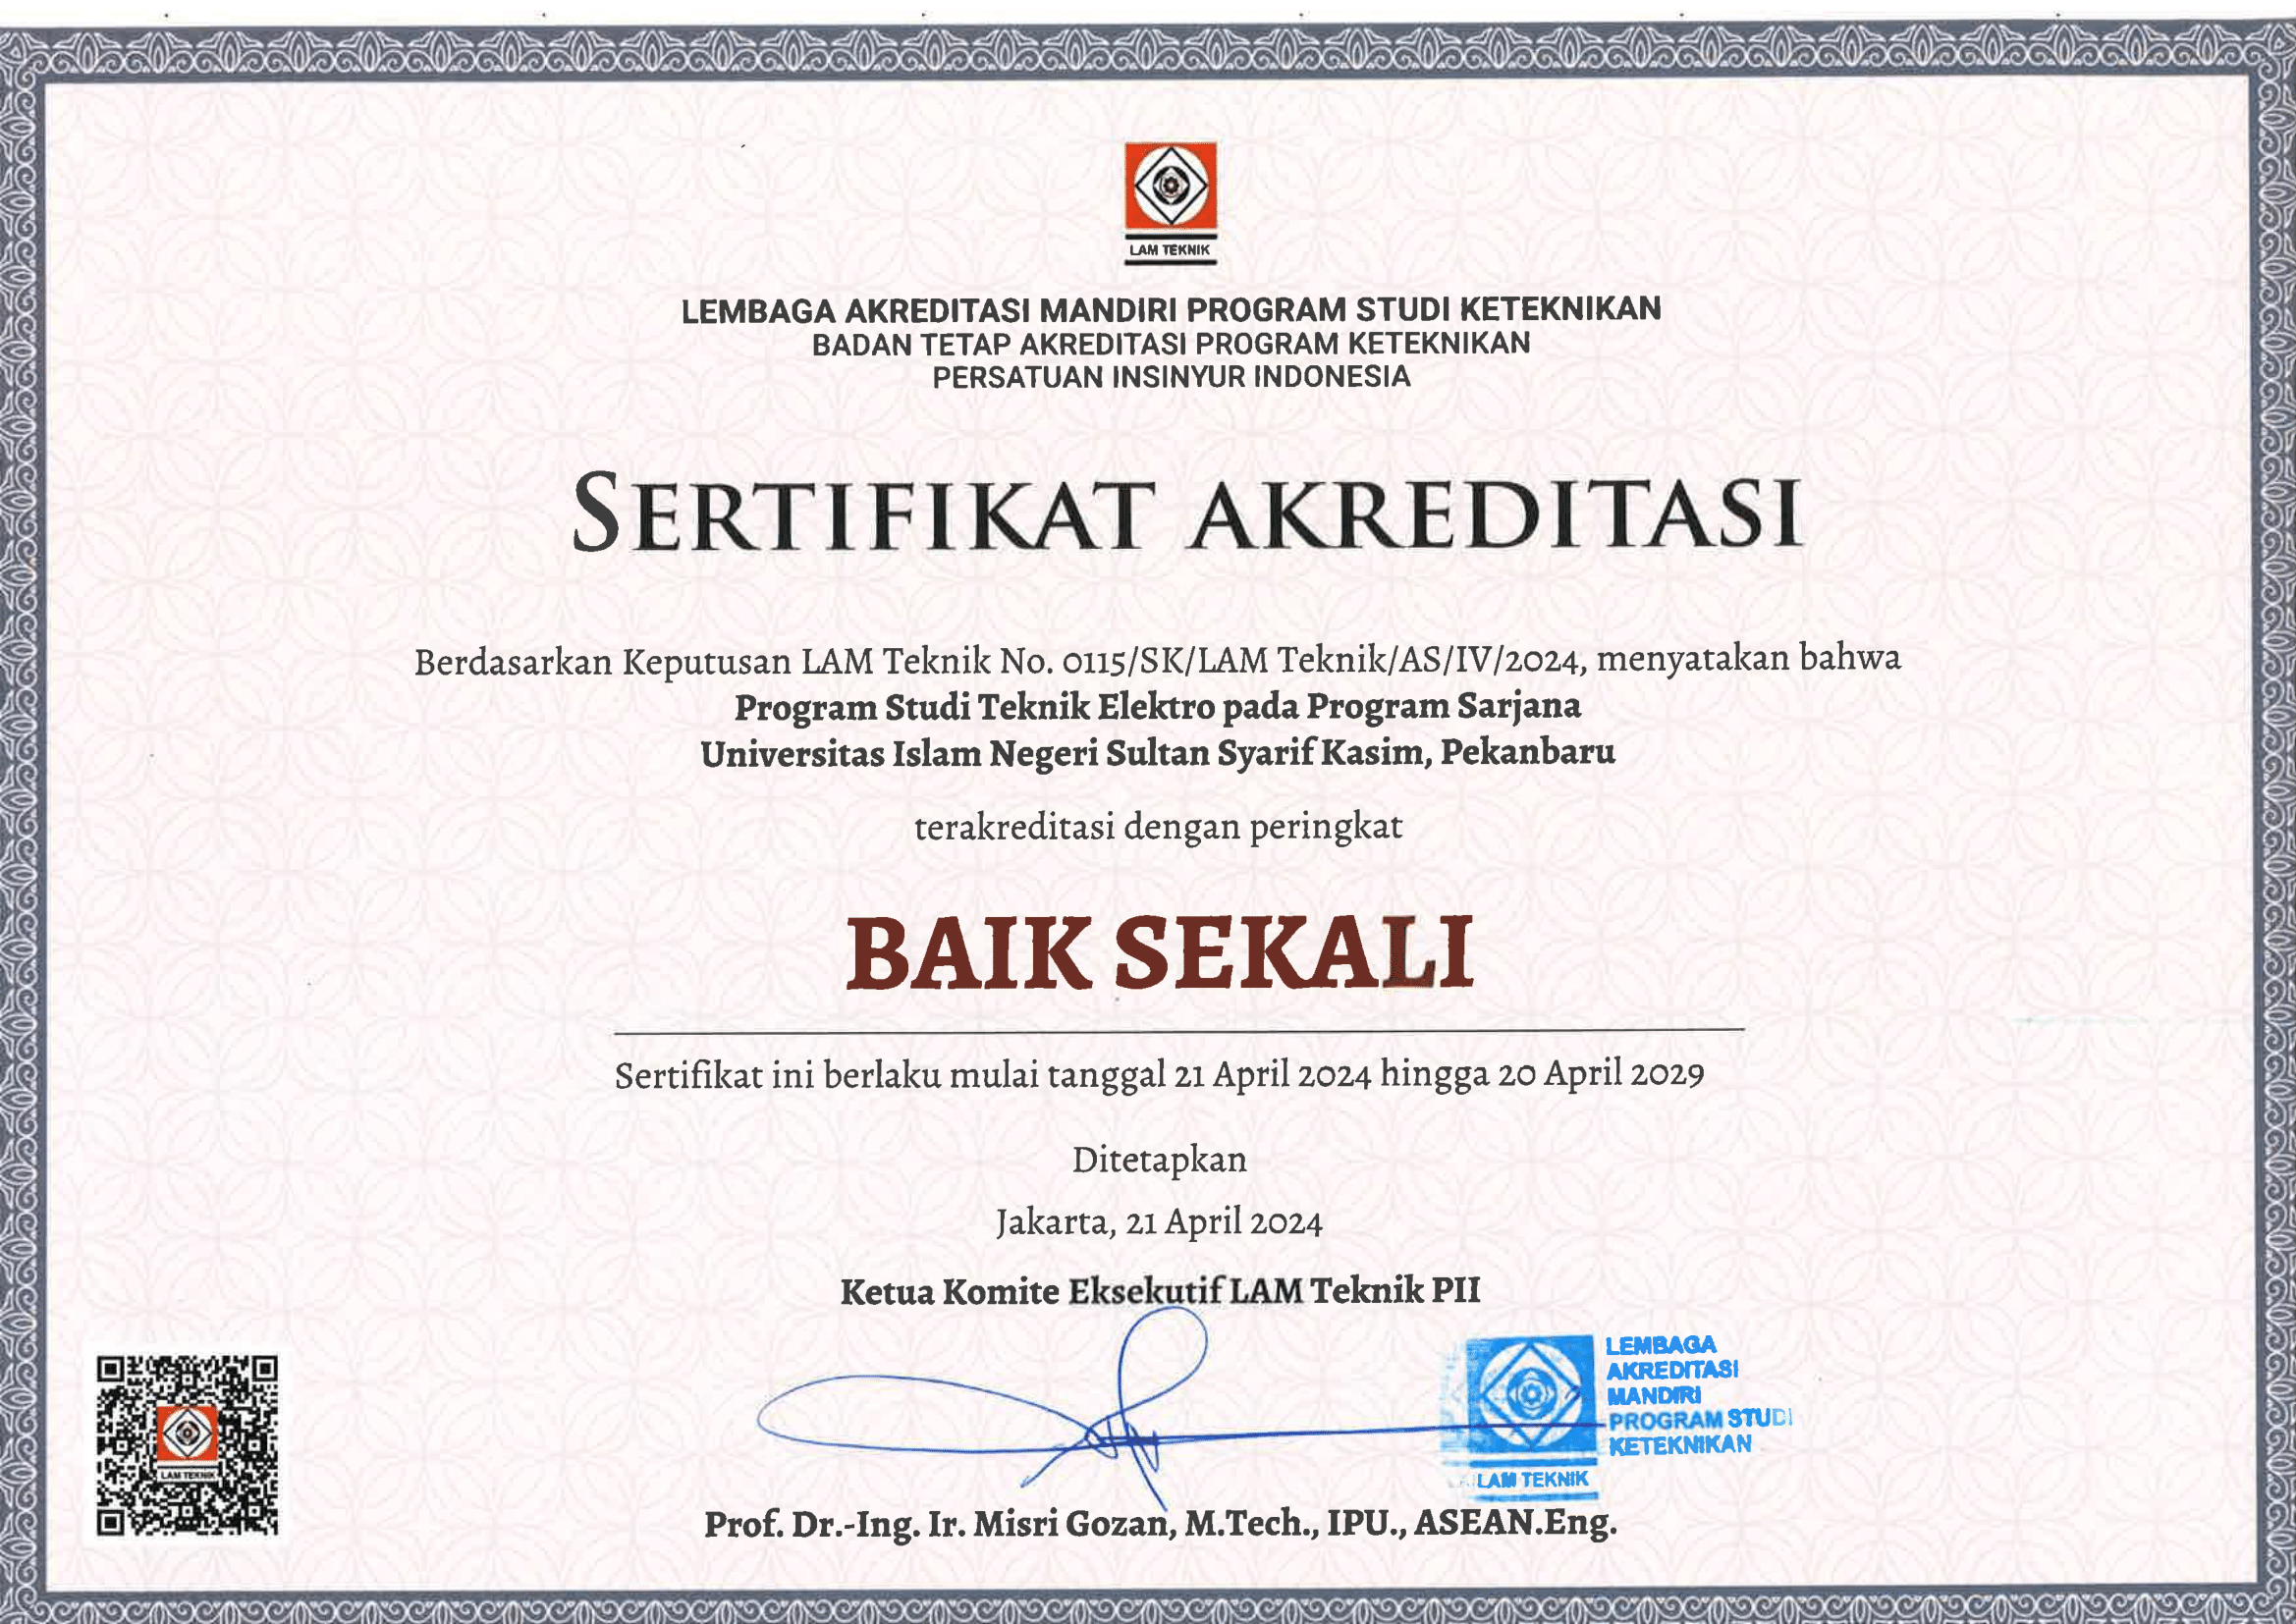 LAM TEKNIK
LEMBAGA AKREDITASI MANDIRI PROGRAM STUDI KETEKNIKAN
BADAN TETAP AKREDITASI PROGRAM KETEKNIKAN
PERSATUAN INSINYUR INDONESIA
SERTIFIKAT AKREDITASI
Berdasarkan Keputusan LAM Teknik No. 0115/SK/LAM Teknik/AS/IV/2024, menyatakan bahwa
Program Studi Teknik Elektro pada Program Sarjana
Universitas Islam Negeri Sultan Syarif Kasim, Pekanbaru
terakreditasi dengan peringkat
BAIK SEKALI
Sertifikat ini berlaku mulai tanggal 21 April 2024 hingga 20 April 2029
Ditetapkan
Jakarta, 21 April 2024
Ketua Komite Eksekutif LAM Teknik PII
LAM TEKNIK
LEMBAGA
AKREDITASI
MANDIRI
PROGRAM STUDI
KETEKNIKAN
LAM TEKNIK
Prof. Dr.-Ing. Ir. Misri Gozan, M.Tech., IPU., ASEAN.Eng.